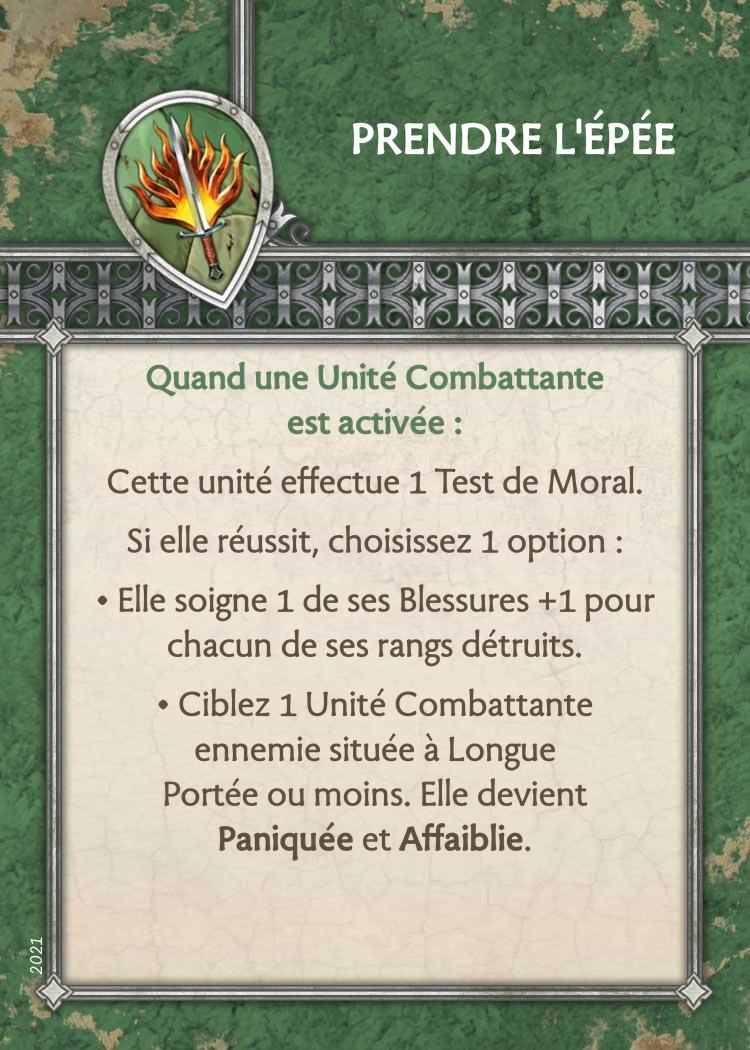 PRENDRE L'ÉPÉE
Quand une Unité Combattante
est activée :
Cette unité effectue 1 Test de Moral.
Si elle réussit, choisissez 1 option :
• Elle soigne 1 de ses Blessures +1 pour
chacun de ses rangs détruits.
• Ciblez 1 Unité Combattante
ennemie située à Longue
Portée ou moins. Elle devient
Paniquée et Affaiblie.
2021